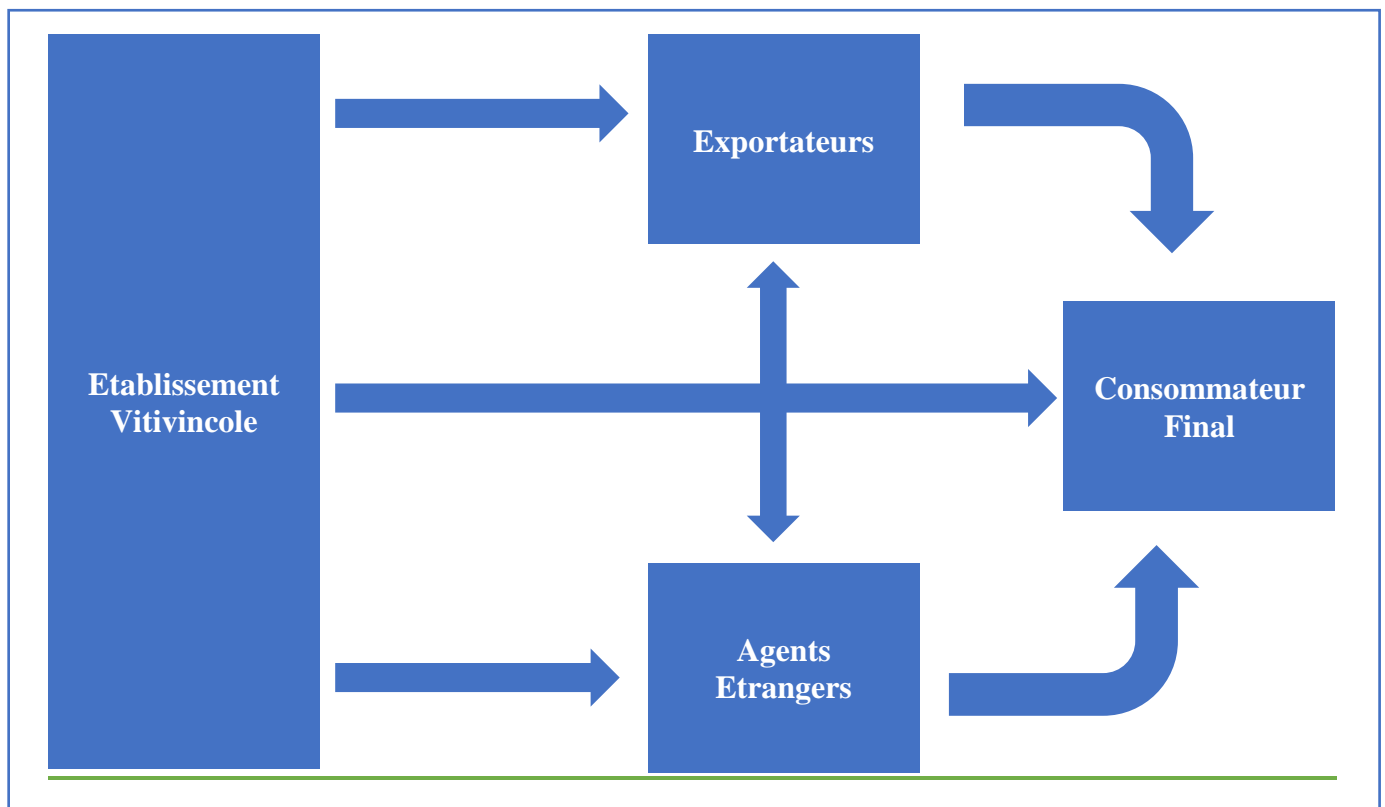 Exportateurs
Etablissement
Vitivincole
Consommateur
Final
Agents
Etrangers